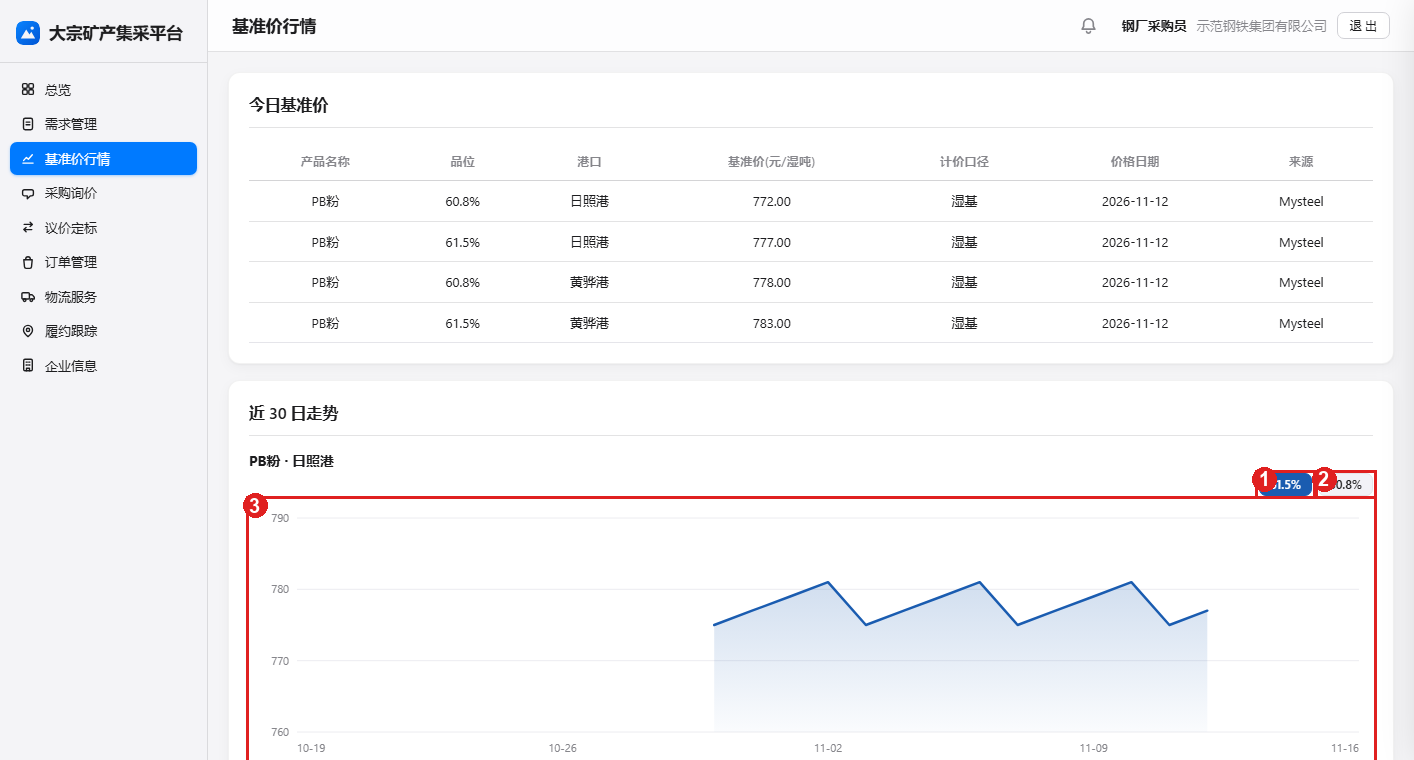 大宗矿产集采平台
基准价行情
钢厂采购员 示范钢铁集团有限公司 退出
总览
需求管理
基准价行情
采购询价
议价定标
订单管理
物流服务
履约跟踪
企业信息
今日基准价
产品名称 品位 港口 基准价(元/湿吨) 计价口径 价格日期 来源
PB粉 60.8% 日照港 772.00 湿基 2026-11-12 Mysteel
PB粉 61.5% 日照港 777.00 湿基 2026-11-12 Mysteel
PB粉 60.8% 黄骅港 778.00 湿基 2026-11-12 Mysteel
PB粉 61.5% 黄骅港 783.00 湿基 2026-11-12 Mysteel
近 30 日走势
PB粉 · 日照港
1 1.5% 2 0.8%
3
790
780
770
760
10-19 10-26 11-02 11-09 11-16